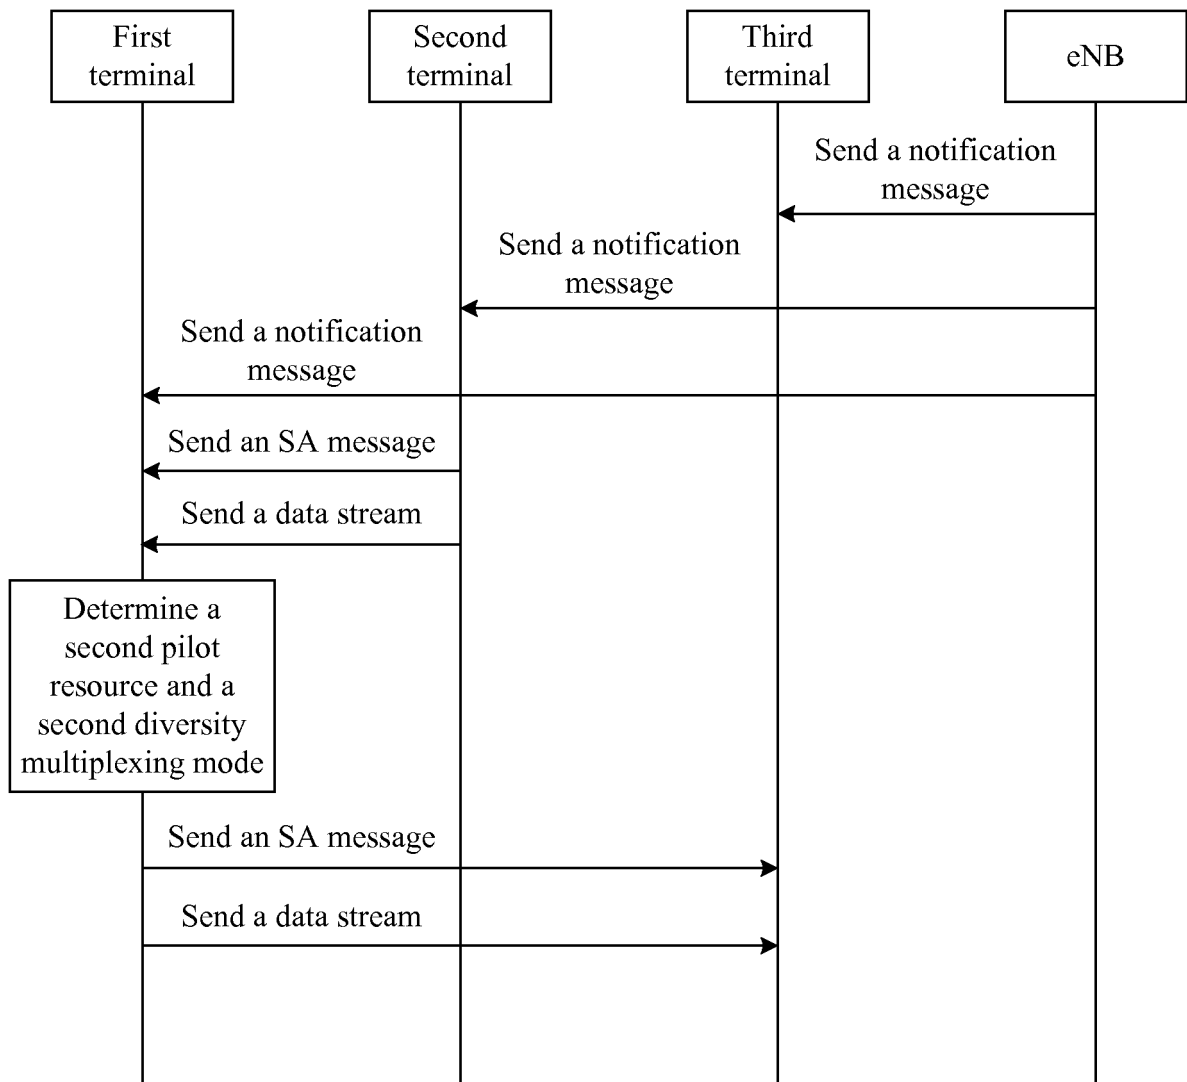 First
terminal
Second
terminal
Third
terminal
eNB
Send a notification
message
Send a notification
message
Send a notification
message
Send an SA message
Send a data stream
Determine a
second pilot
resource and a
second diversity
multiplexing mode
Send an SA message
Send a data stream